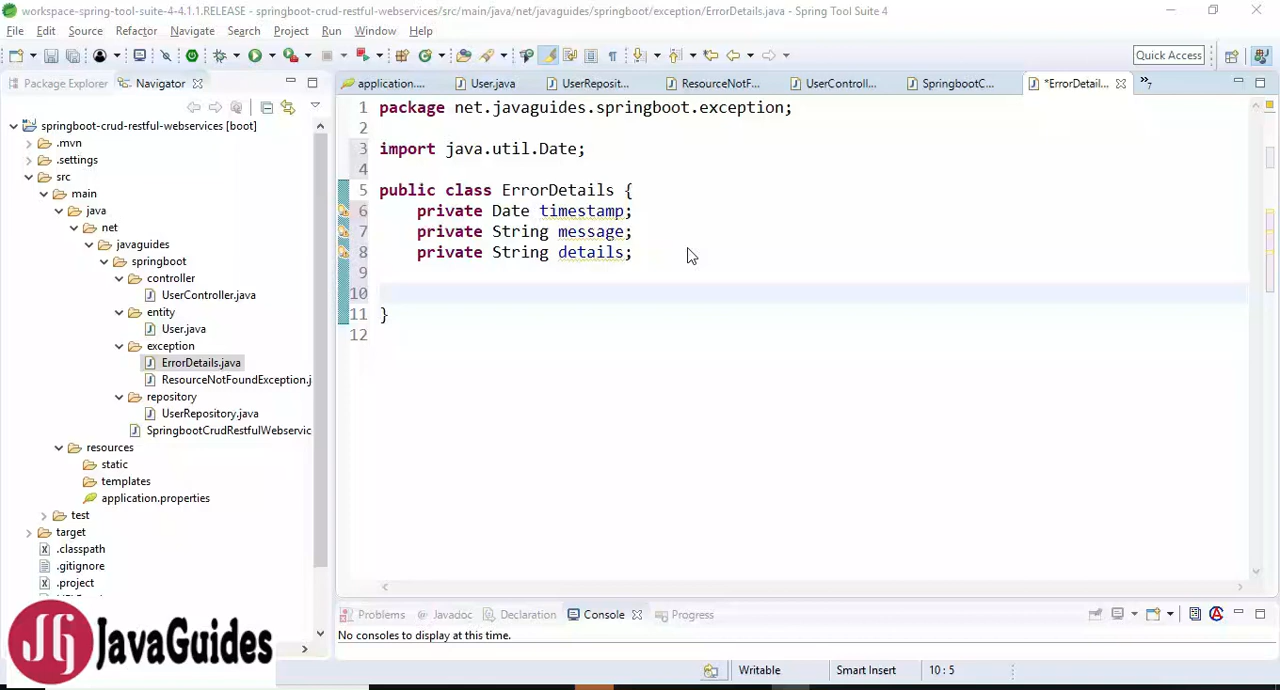 workspace-spring-tool-suite-4-4.1.1.RELEASE - springboot-crud-restful-webservices/src/main/java/net/javaguides/springboot/exception/ErrorDetails.java - Spring Tool Suite 4
File Edit Source Refactor Navigate Search Project Run Window Help
Quick Access
Package Explorer Navigator
application.... User.java UserReposit... ResourceNotF... UserControll... SpringbootC... *ErrorDetail... »7
springboot-crud-restful-webservices [boot]
.mvn
.settings
src
main
java
net
javaguides
springboot
controller
UserController.java
entity
User.java
exception
ErrorDetails.java
ResourceNotFoundException.j
repository
UserRepository.java
SpringbootCrudRestfulWebservic
resources
static
templates
application.properties
test
target
.classpath
.gitignore
.project
1 package net.javaguides.springboot.exception;
2
3 import java.util.Date;
4
5 public class ErrorDetails {
6 private Date timestamp;
7 private String message;
8 private String details;
9
10
11 }
12
Problems @ Javadoc Declaration Console Progress
No consoles to display at this time.
JG JavaGuides
Writable Smart Insert 10 : 5